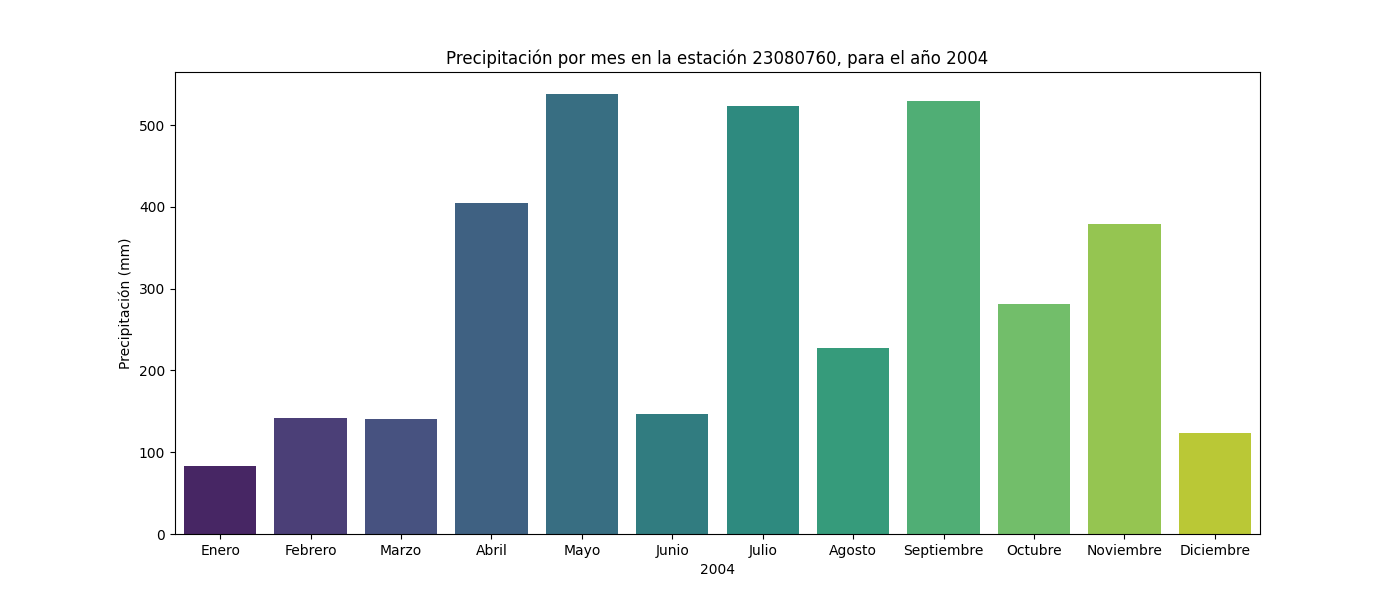 Precipitación por mes en la estación 23080760, para el año 2004
Precipitación (mm)
500
400
300
200
100
0
Enero Febrero Marzo Abril Mayo Junio Julio Agosto Septiembre Octubre Noviembre Diciembre
2004